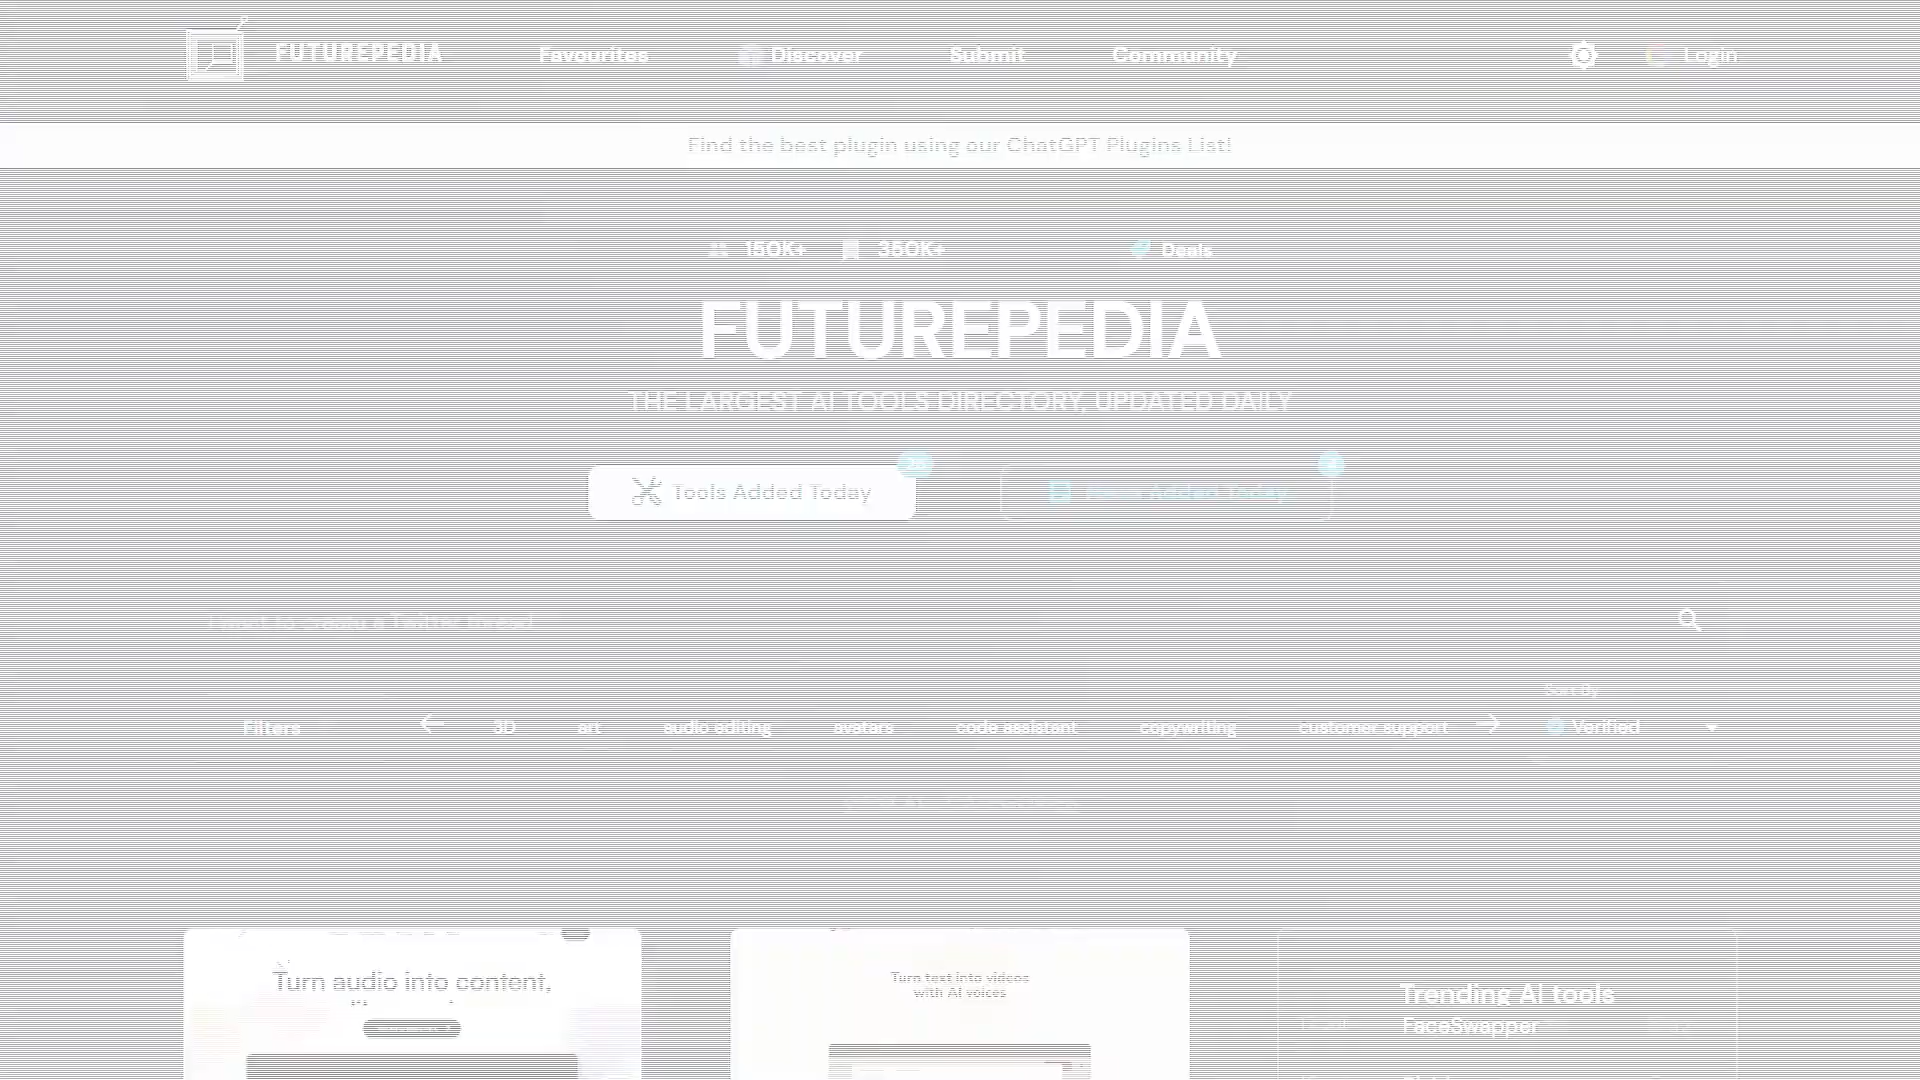 FUTUREPEDIA Favourites Discover Submit Community Login
Find the best plugin using our ChatGPT Plugins List!
150K+ 350K+ Deals
FUTUREPEDIA
THE LARGEST AI TOOLS DIRECTORY, UPDATED DAILY
Tools Added Today Added Today
I want to create a Twitter thread
Sort By
Filters 3D art audio editing avatars code assistant copywriting customer support Verified
Turn audio into content,
Turn text into videos
with AI voices
Trending AI tools
FaceSwapper